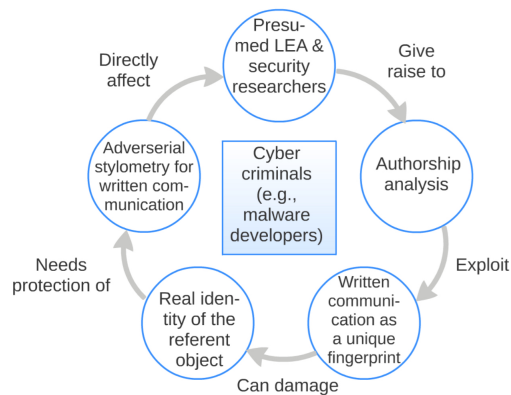 Presu-
med LEA &
security
researchers
Give
raise to
Authorship
analysis
Exploit
Written
communi-
cation as
a unique
fingerprint
Can damage
Real iden-
tity of the
referent
object
Needs
protection of
Adverserial
stylometry for
written com-
munication
Directly
affect
Cyber
criminals
(e.g.,
malware
developers)